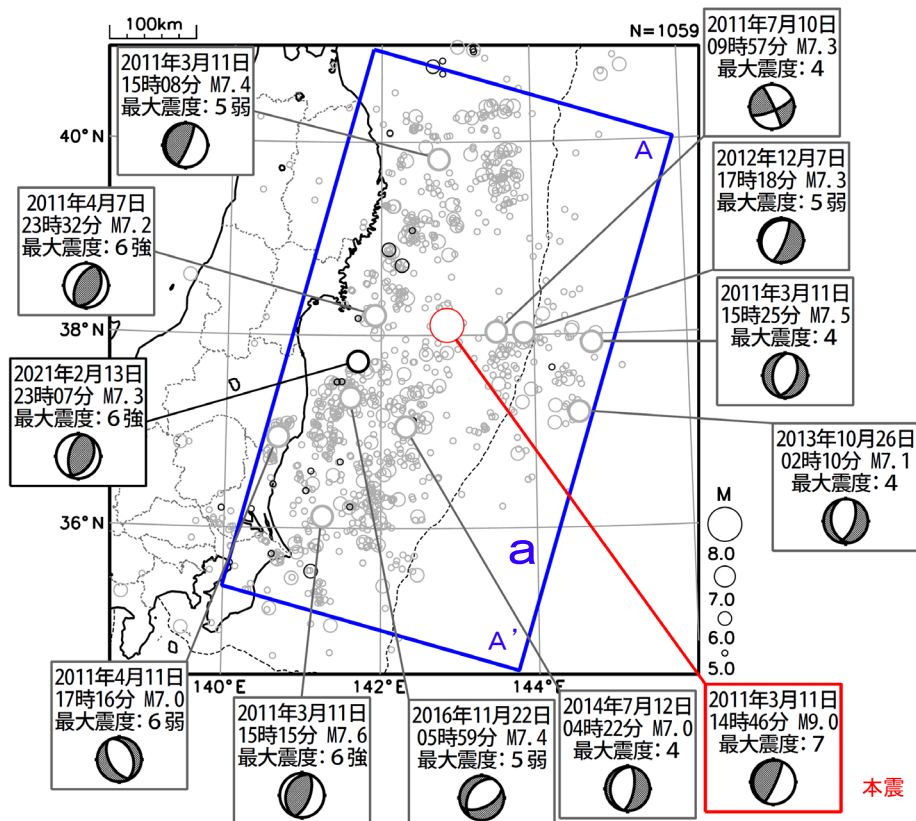 100km
N=1059
2011年7月10日
09時57分 M7.3
最大震度:4
2011年3月11日
15時08分 M7.4
最大震度:5弱
40°N
A
2012年12月7日
17時18分 M7.3
最大震度:5弱
2011年4月7日
23時32分 M7.2
最大震度:6強
2011年3月11日
15時25分 M7.5
最大震度:4
38°N
2021年2月13日
23時07分 M7.3
最大震度:6強
2013年10月26日
02時10分 M7.1
最大震度:4
36°N
a
M
8.0
7.0
6.0
5.0
A'
140°E
142°E
144°E
2011年4月11日
17時16分 M7.0
最大震度:6弱
2011年3月11日
15時15分 M7.6
最大震度:6強
2016年11月22日
05時59分 M7.4
最大震度:5弱
2014年7月12日
04時22分 M7.0
最大震度:4
2011年3月11日
14時46分 M9.0
最大震度:7
本震